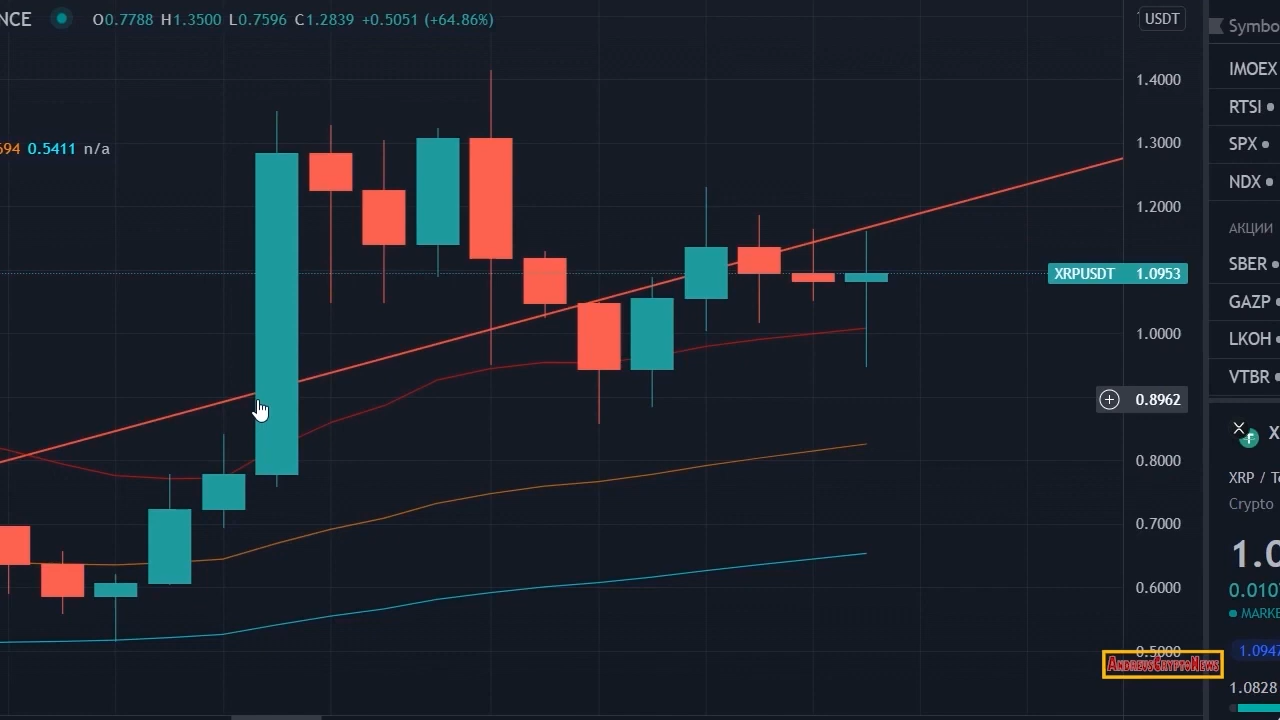 NCE O0.7788 H1.3500 L0.7596 C1.2839 +0.5051 (+64.86%)
USDT
694 0.5411 n/a
1.4000
1.3000
1.2000
XRPUSDT 1.0953
1.0000
0.8962
0.8000
0.7000
0.6000
0.5000
ANDREVSCRYPTONEWS
Symbo
IMOEX
RTSI
SPX
NDX
АКЦИИ
SBER
GAZP
LKOH
VTBR
X
XRP / Te
Crypto
1.0
0.010
MARKE
1.0947
1.0828